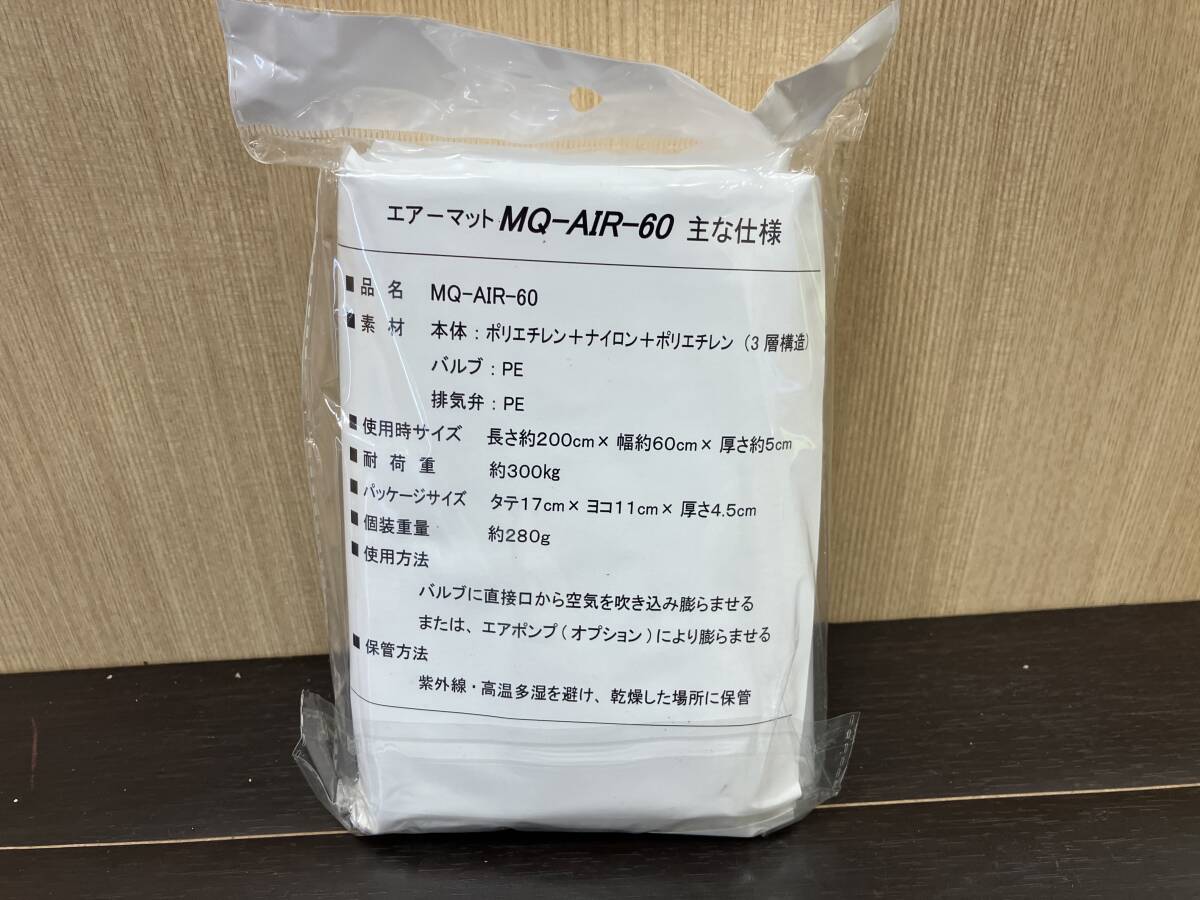 エアーマット MQ-AIR-60 主な仕様
■ 品 名 MQ-AIR-60
■ 素 材 本体：ポリエチレン＋ナイロン＋ポリエチレン（3層構造）
バルブ：PE
排気弁：PE
■ 使用時サイズ 長さ約200cm× 幅約60cm× 厚さ約5cm
■ 耐 荷 重 約300kg
■ パッケージサイズ タテ17cm× ヨコ11cm× 厚さ4.5cm
■ 個装重量 約280g
■ 使用方法
バルブに直接口から空気を吹き込み膨らませる
または、エアポンプ(オプション)により膨らませる
■ 保管方法
紫外線・高温多湿を避け、乾燥した場所に保管